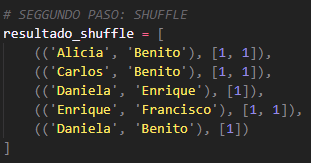 # SEGGUNDO PASO: SHUFFLE
resultado_shuffle = [
    (('Alicia', 'Benito'), [1, 1]),
    (('Carlos', 'Benito'), [1, 1]),
    (('Daniela', 'Enrique'), [1]),
    (('Enrique', 'Francisco'), [1, 1]),
    (('Daniela', 'Benito'), [1])
]